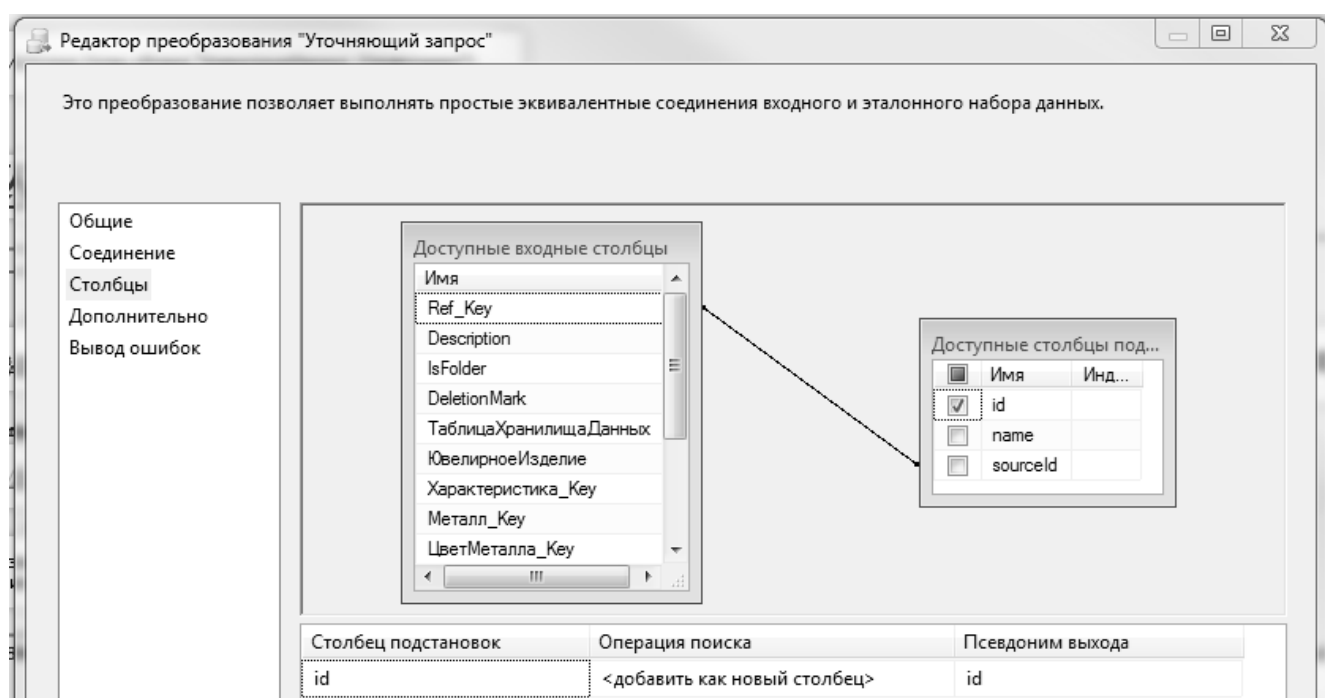 Редактор преобразования "Уточняющий запрос"
Это преобразование позволяет выполнять простые эквивалентные соединения входного и эталонного набора данных.
Общие
Соединение
Столбцы
Дополнительно
Вывод ошибок
Доступные входные столбцы
Имя
Ref_Key
Description
IsFolder
DeletionMark
ТаблицаХранилищаДанных
ЮвелирноеИзделие
Характеристика_Key
Металл_Key
ЦветМеталла_Key
Доступные столбцы под...
Имя Инд...
id
name
sourceId
Столбец подстановок Операция поиска Псевдоним выхода
id <добавить как новый столбец> id